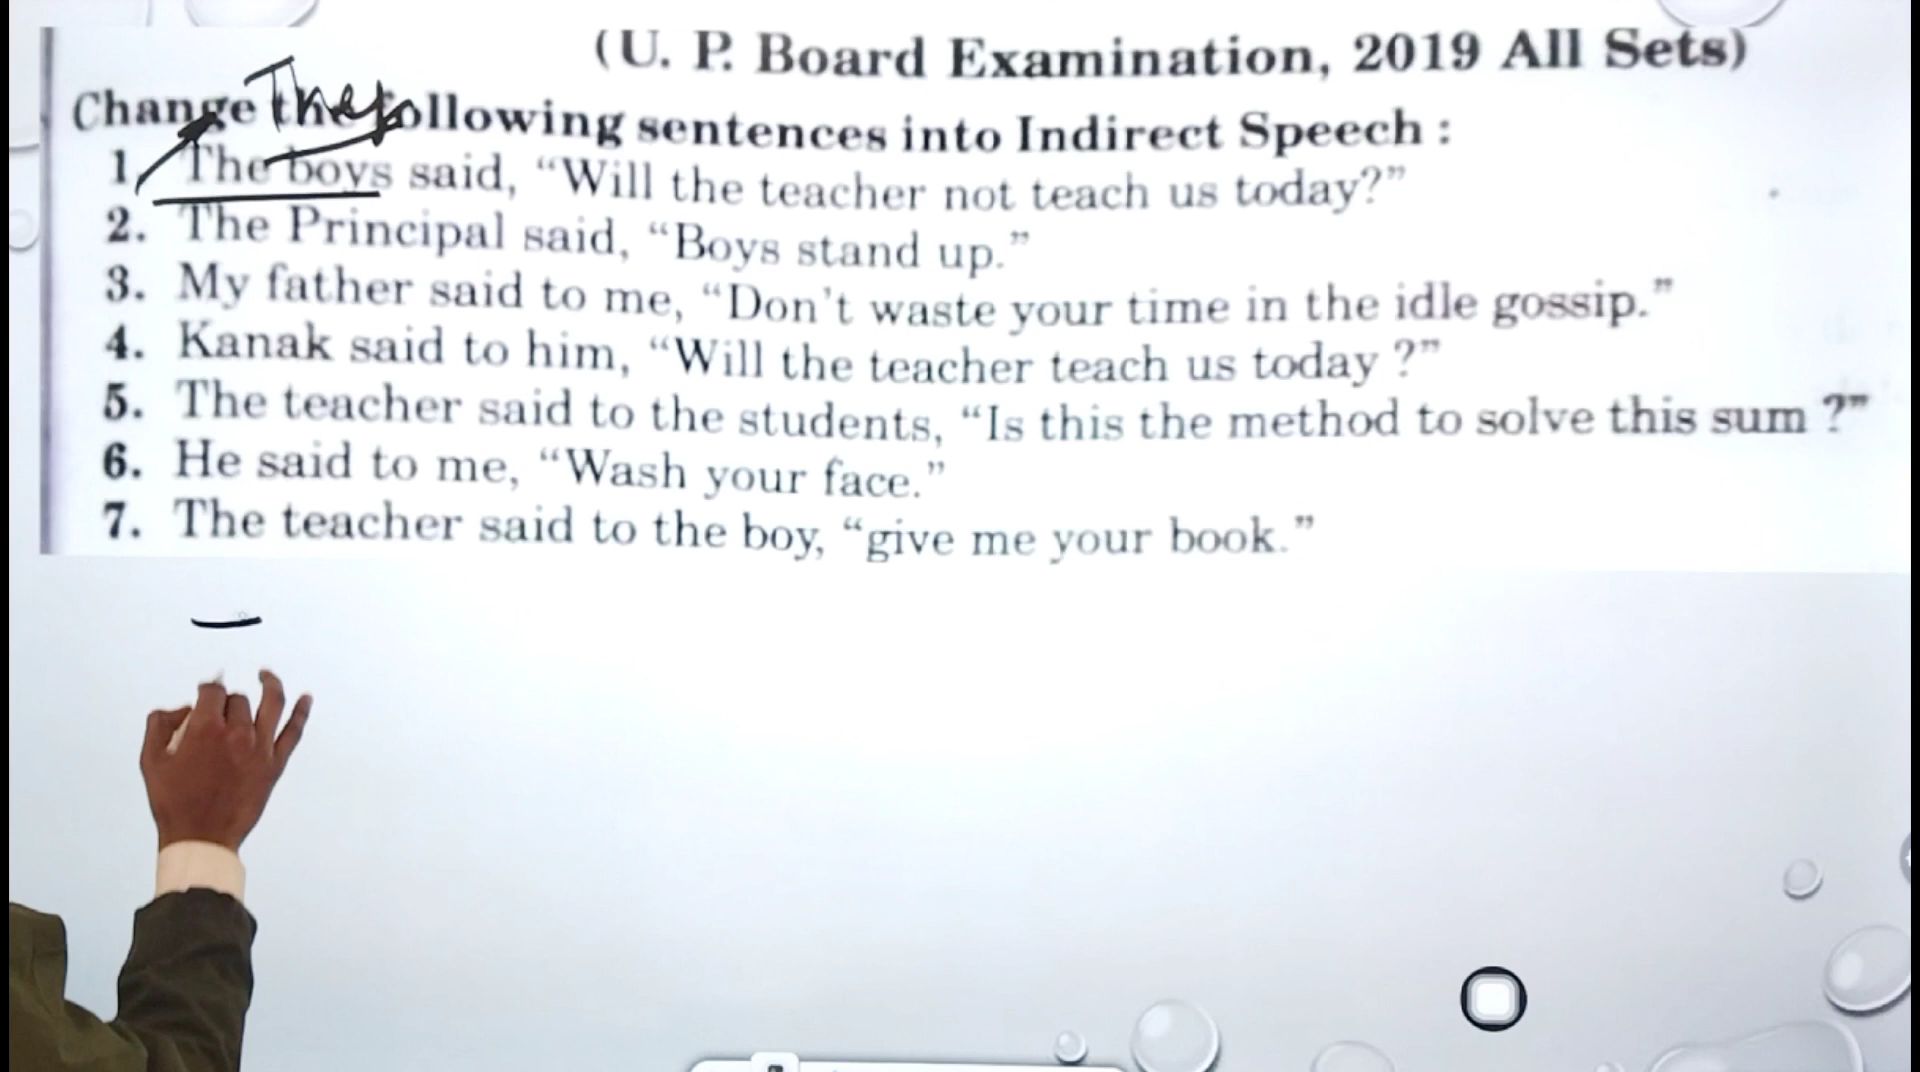 (U. P. Board Examination, 2019 All Sets)
They
Change the following sentences into Indirect Speech :
1. The boys said, “Will the teacher not teach us today?”
2. The Principal said, “Boys stand up.”
3. My father said to me, “Don't waste your time in the idle gossip.”
4. Kanak said to him, “Will the teacher teach us today ?”
5. The teacher said to the students, “Is this the method to solve this sum ?”
6. He said to me, “Wash your face.”
7. The teacher said to the boy, “give me your book.”